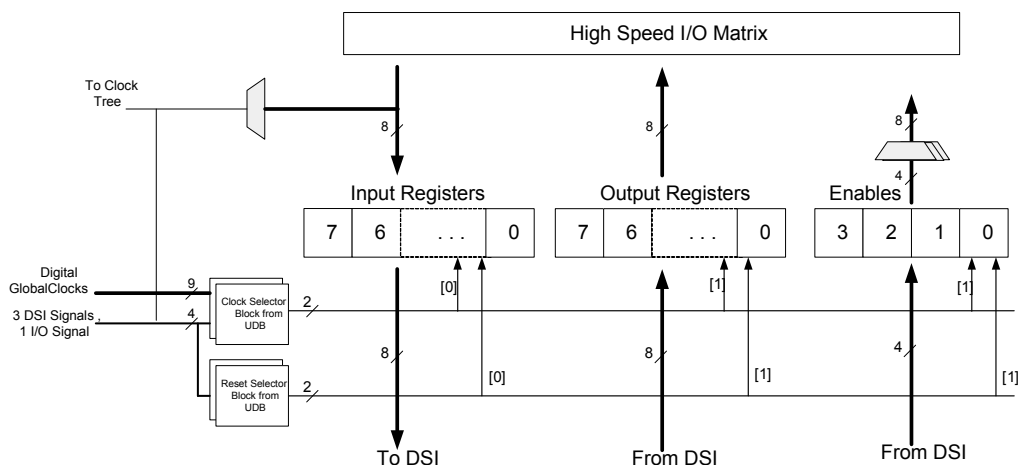 High Speed I/O Matrix
To Clock
Tree
8
8
8
4
Input Registers
Output Registers
Enables
7 6 . . . 0
7 6 . . . 0
3 2 1 0
Digital
GlobalClocks
9
3 DSI Signals ,
1 I/O Signal
4
Clock Selector
Block from
UDB
2
[0]
[1]
[1]
Reset Selector
Block from
UDB
2
8
8
4
[0]
[1]
[1]
To DSI
From DSI
From DSI